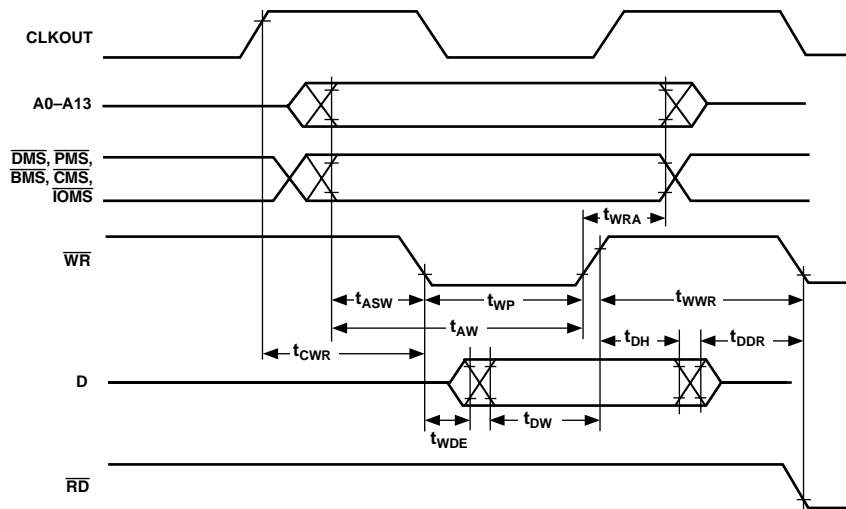 CLKOUT
A0–A13
DMS, PMS,
BMS, CMS,
IOMS
tWRA
WR
tASW
tWP
tWWR
tAW
tCWR
tDH
tDDR
D
tWDE
tDW
RD